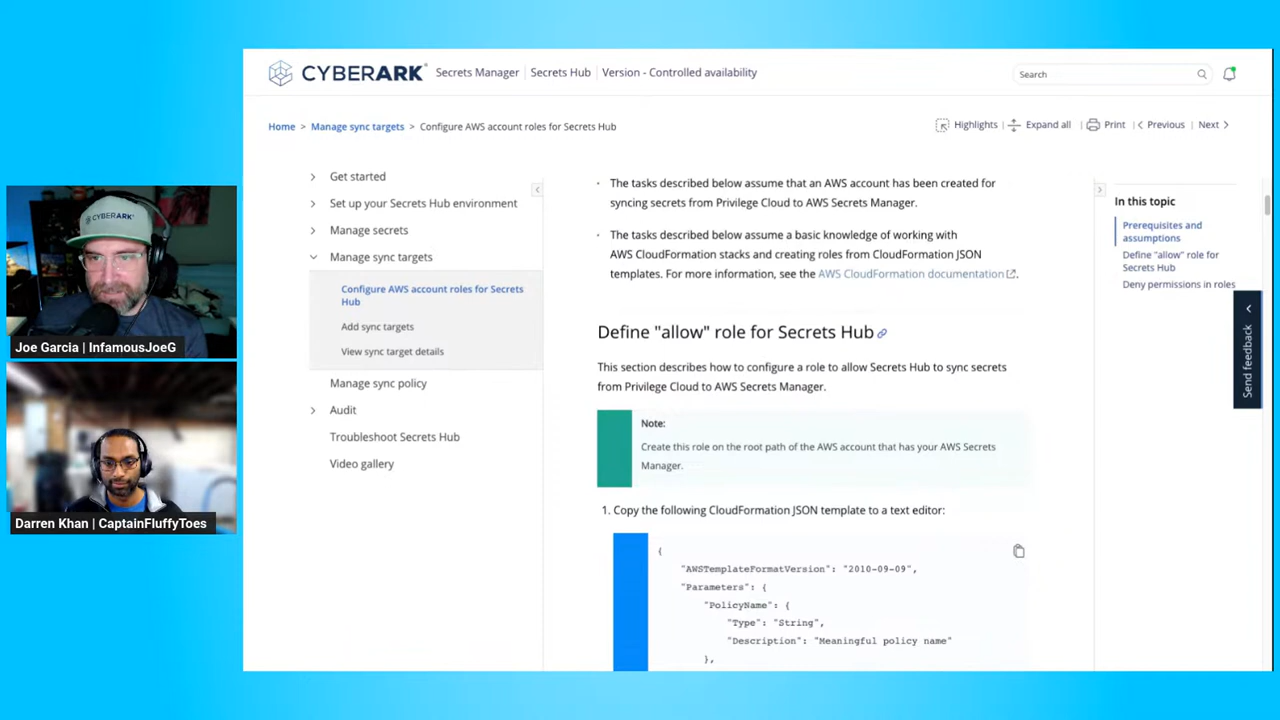 CYBERARK® Secrets Manager | Secrets Hub | Version - Controlled availability
Search
Home > Manage sync targets > Configure AWS account roles for Secrets Hub
Highlights | Expand all | Print | Previous | Next
Get started
Set up your Secrets Hub environment
Manage secrets
Manage sync targets
Configure AWS account roles for Secrets
Hub
Add sync targets
View sync target details
Manage sync policy
Audit
Troubleshoot Secrets Hub
Video gallery
• The tasks described below assume that an AWS account has been created for
syncing secrets from Privilege Cloud to AWS Secrets Manager.
• The tasks described below assume a basic knowledge of working with
AWS CloudFormation stacks and creating roles from CloudFormation JSON
templates. For more information, see the AWS CloudFormation documentation.
Define "allow" role for Secrets Hub
This section describes how to configure a role to allow Secrets Hub to sync secrets
from Privilege Cloud to AWS Secrets Manager.
Note:
Create this role on the root path of the AWS account that has your AWS Secrets
Manager.
1. Copy the following CloudFormation JSON template to a text editor:
{
"AWSTemplateFormatVersion": "2010-09-09",
"Parameters": {
"PolicyName": {
"Type": "String",
"Description": "Meaningful policy name"
},
In this topic
Prerequisites and
assumptions
Define "allow" role for
Secrets Hub
Deny permissions in roles
Send feedback
CYBERARK
Joe Garcia | InfamousJoeG
Darren Khan | CaptainFluffyToes